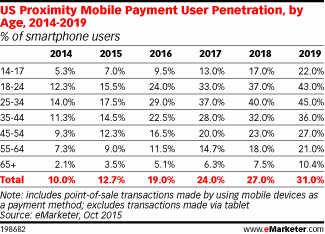 US Proximity Mobile Payment User Penetration, by
Age, 2014-2019
% of smartphone users
2014 2015 2016 2017 2018 2019
14-17 5.3% 7.0% 9.5% 13.0% 17.0% 22.0%
18-24 12.3% 15.5% 24.0% 33.0% 37.0% 43.0%
25-34 14.0% 17.5% 29.0% 37.0% 40.0% 45.0%
35-44 11.3% 14.5% 22.5% 28.0% 32.0% 36.0%
45-54 9.3% 12.3% 16.5% 20.0% 23.0% 27.0%
55-64 7.3% 9.0% 11.5% 14.7% 18.0% 21.0%
65+ 2.1% 3.5% 5.1% 6.3% 7.5% 10.4%
Total 10.0% 12.7% 19.0% 24.0% 27.0% 31.0%
Note: includes point-of-sale transactions made by using mobile devices as
a payment method; excludes transactions made via tablet
Source: eMarketer, Oct 2015
198682 www.eMarketer.com